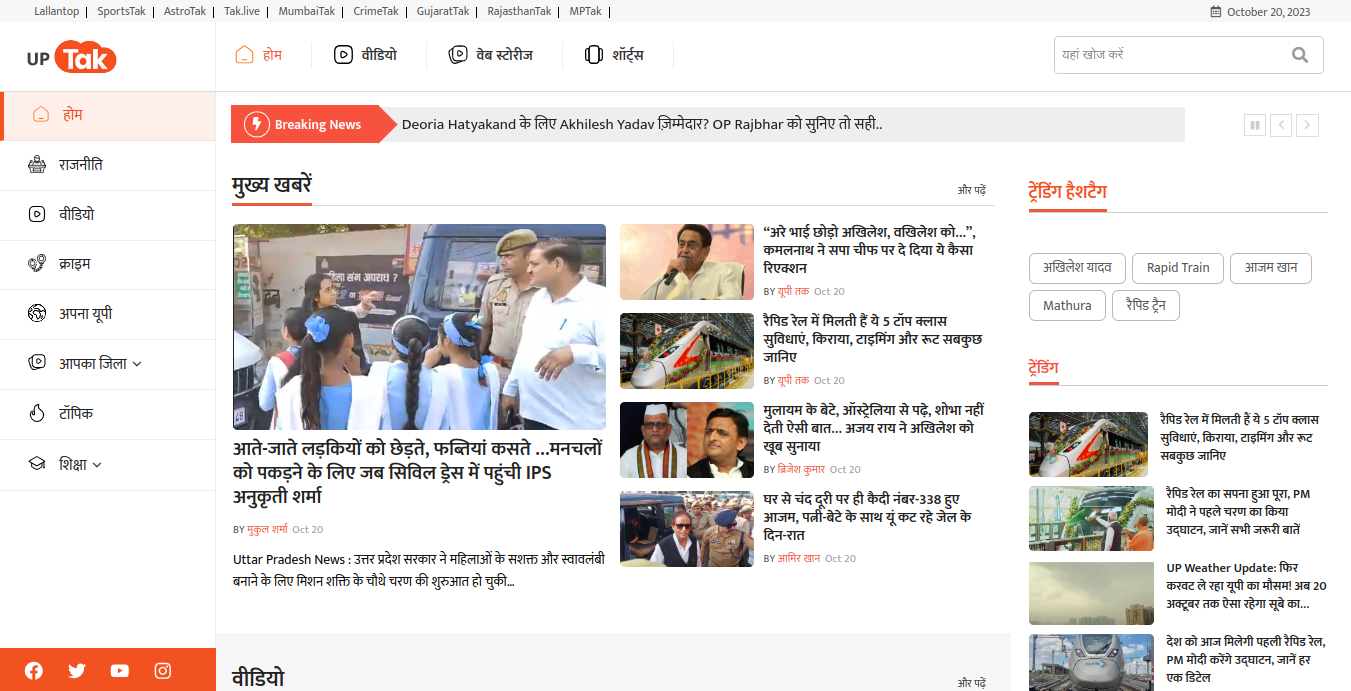 Lallantop | SportsTak | AstroTak | Tak.live | MumbaiTak | CrimeTak | GujaratTak | RajasthanTak | MPTak |
October 20, 2023
UP Tak
होम
वीडियो
वेब स्टोरीज
शॉर्ट्स
यहां खोज करें
होम
राजनीति
वीडियो
क्राइम
अपना यूपी
आपका जिला
टॉपिक
शिक्षा
Breaking News
Deoria Hatyakand के लिए Akhilesh Yadav ज़िम्मेदार? OP Rajbhar को सुनिए तो सही..
मुख्य खबरें
और पढ़ें
आते-जाते लड़कियों को छेड़ते, फब्तियां कसते ...मनचलों
को पकड़ने के लिए जब सिविल ड्रेस में पहुंची IPS
अनुकृती शर्मा
BY मुकुल शर्मा Oct 20
Uttar Pradesh News : उत्तर प्रदेश सरकार ने महिलाओं के सशक्त और स्वावलंबी
बनाने के लिए मिशन शक्ति के चौथे चरण की शुरुआत हो चुकी...
“अरे भाई छोड़ो अखिलेश, वखिलेश को...”,
कमलनाथ ने सपा चीफ पर दे दिया ये कैसा
रिएक्शन
BY यूपी तक Oct 20
रैपिड रेल में मिलती हैं ये 5 टॉप क्लास
सुविधाएं, किराया, टाइमिंग और रूट सबकुछ
जानिए
BY यूपी तक Oct 20
मुलायम के बेटे, ऑस्ट्रेलिया से पढ़े, शोभा नहीं
देती ऐसी बात... अजय राय ने अखिलेश को
खूब सुनाया
BY ब्रिजेश कुमार Oct 20
घर से चंद दूरी पर ही कैदी नंबर-338 हुए
आजम, पत्नी-बेटे के साथ यूं कट रहे जेल के
दिन-रात
BY आमिर खान Oct 20
वीडियो
और पढ़ें
ट्रेंडिंग हैशटैग
अखिलेश यादव
Rapid Train
आजम खान
Mathura
रैपिड ट्रैन
ट्रेंडिंग
रैपिड रेल में मिलती हैं ये 5 टॉप क्लास
सुविधाएं, किराया, टाइमिंग और रूट
सबकुछ जानिए
रैपिड रेल का सपना हुआ पूरा, PM
मोदी ने पहले चरण का किया
उद्घाटन, जानें सभी जरूरी बातें
UP Weather Update: फिर
करवट ले रहा यूपी का मौसम! अब 20
अक्टूबर तक ऐसा रहेगा सूबे का...
देश को आज मिलेगी पहली रैपिड रेल,
PM मोदी करेंगे उद्घाटन, जानें हर
एक डिटेल